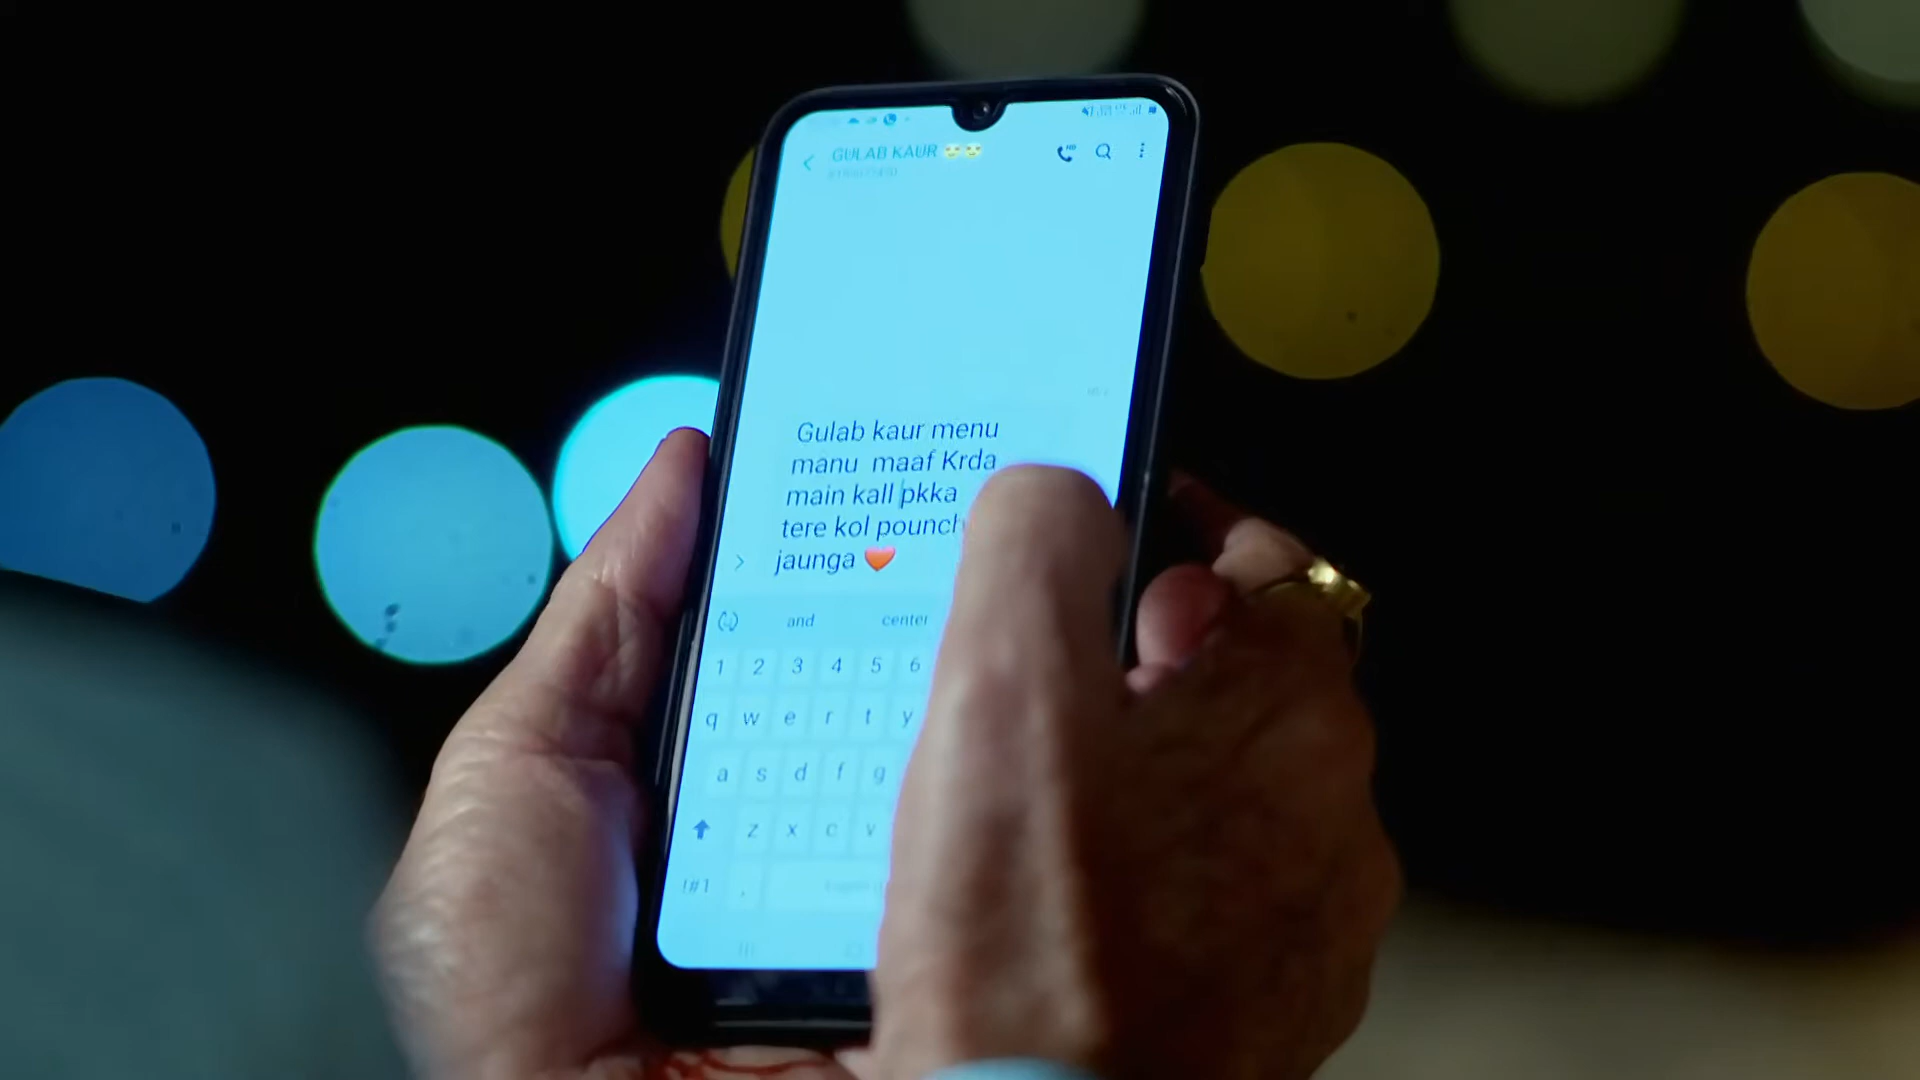 GULAB KAUR 🙄🙄
Gulab kaur menu
manu maaf Krda
main kall pkka
tere kol pounch
jaunga ❤️
and center
1 2 3 4 5 6
q w e r t y
a s d f g
z x c v
!#1 ,